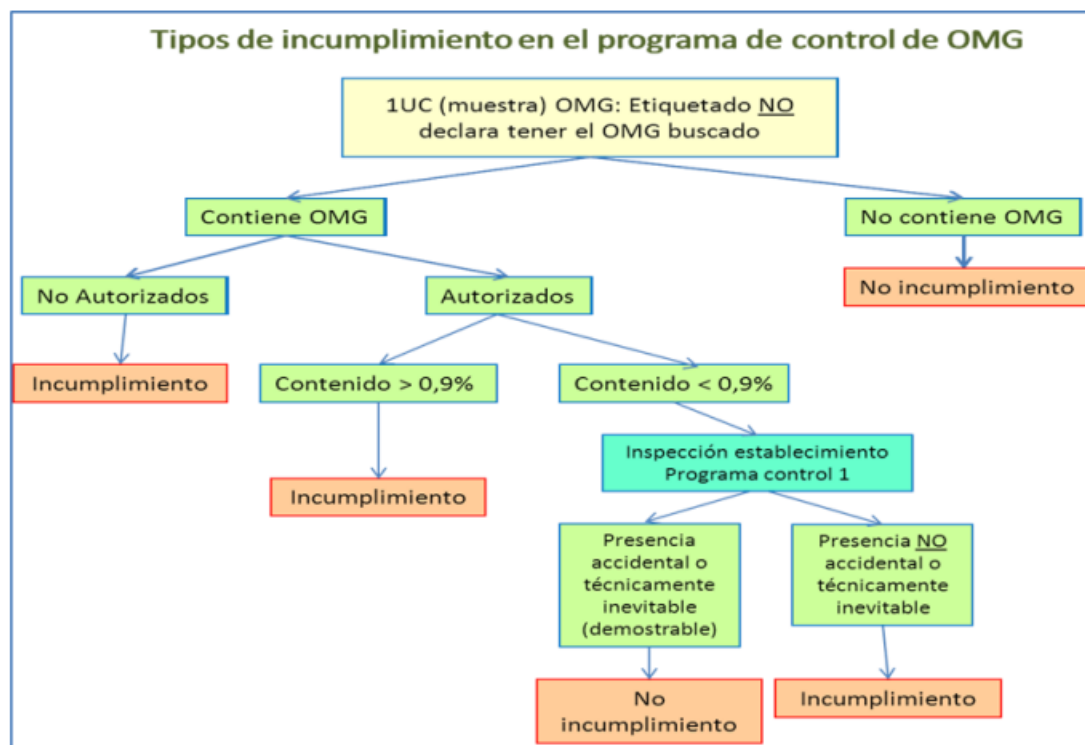 Tipos de incumplimiento en el programa de control de OMG
1UC (muestra) OMG: Etiquetado NO
declara tener el OMG buscado
Contiene OMG
No contiene OMG
No Autorizados
Autorizados
No incumplimiento
Incumplimiento
Contenido > 0,9%
Contenido < 0,9%
Inspección establecimiento
Programa control 1
Incumplimiento
Presencia
accidental o
técnicamente
inevitable
(demostrable)
Presencia NO
accidental o
técnicamente
inevitable
No
incumplimiento
Incumplimiento